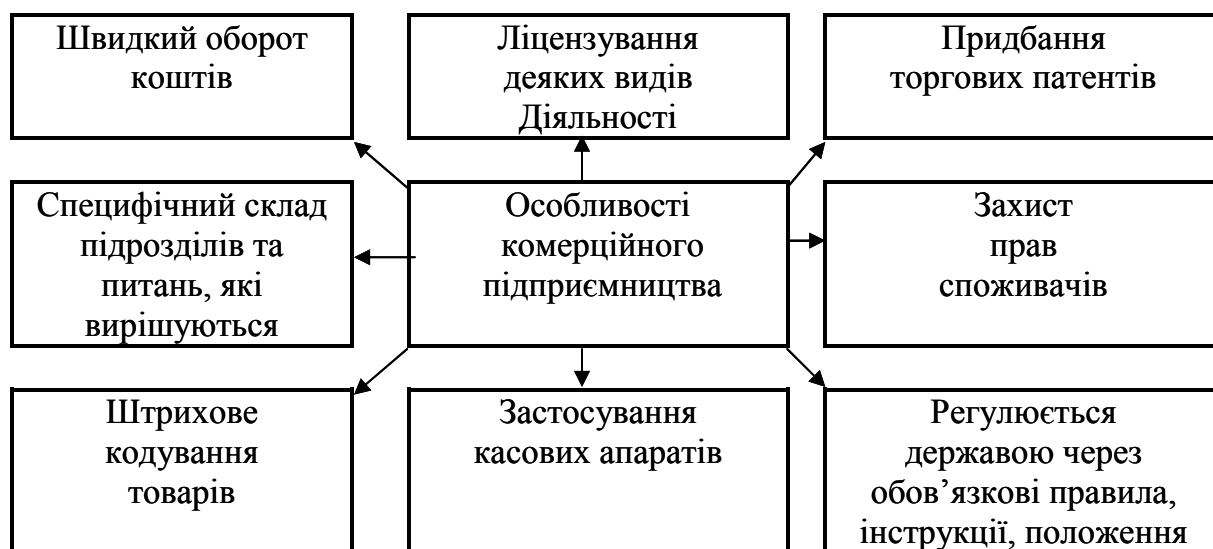 Швидкий оборот
коштів
Ліцензування
деяких видів
Діяльності
Придбання
торгових патентів
Специфічний склад
підрозділів та
питань, які
вирішуються
Особливості
комерційного
підприємництва
Захист
прав
споживачів
Штрихове
кодування
товарів
Застосування
касових апаратів
Регулюється
державою через
обов’язкові правила,
інструкції, положення